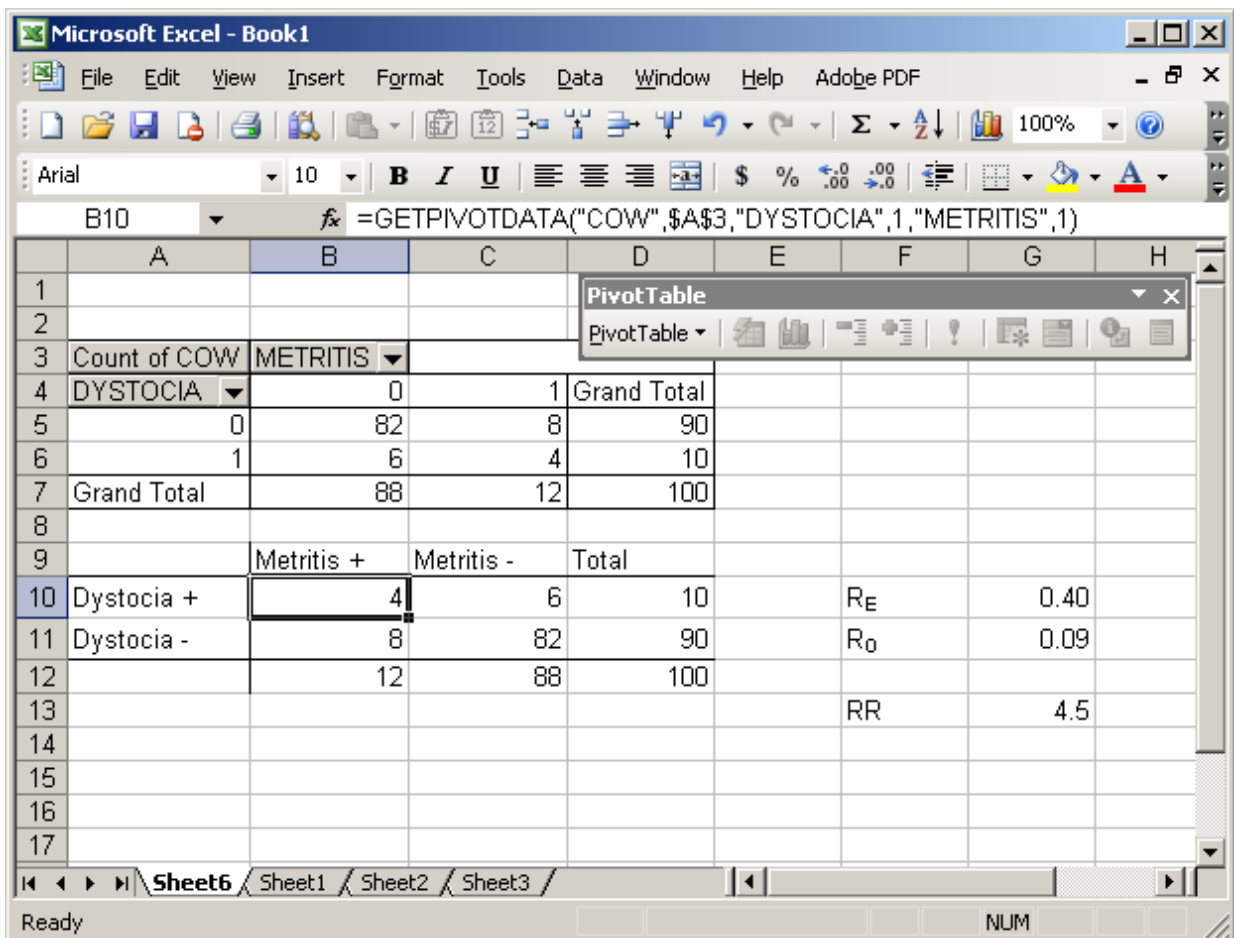 Microsoft Excel - Book1
File Edit View Insert Format Tools Data Window Help Adobe PDF
100%
Arial 10 B I U $ %
B10 fx =GETPIVOTDATA("COW",$A$3,"DYSTOCIA",1,"METRITIS",1)
A B C D E F G H
1
PivotTable
2
PivotTable
3 Count of COW METRITIS
4 DYSTOCIA 0 1 Grand Total
5 0 82 8 90
6 1 6 4 10
7 Grand Total 88 12 100
8
9 Metritis + Metritis - Total
10 Dystocia + 4 6 10 RE 0.40
11 Dystocia - 8 82 90 R0 0.09
12 12 88 100
13 RR 4.5
14
15
16
17
Sheet6 Sheet1 Sheet2 Sheet3
Ready NUM